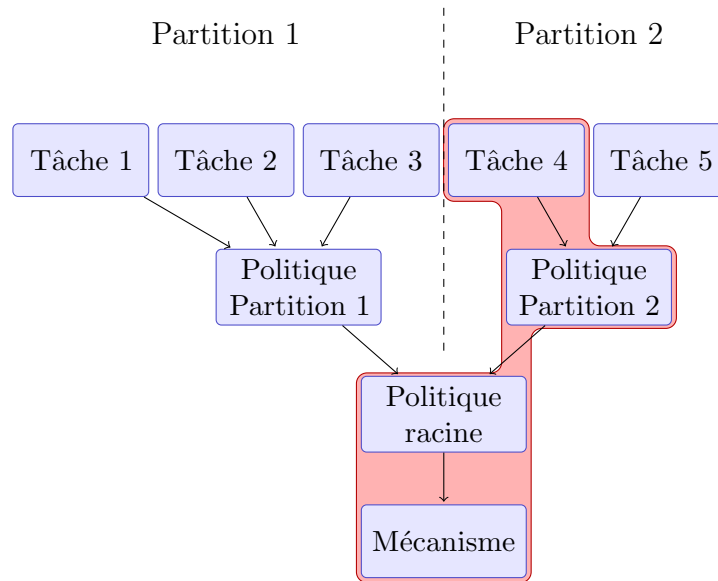 Partition 1
Partition 2
Tâche 1
Tâche 2
Tâche 3
Tâche 4
Tâche 5
Politique
Partition 1
Politique
Partition 2
Politique
racine
Mécanisme